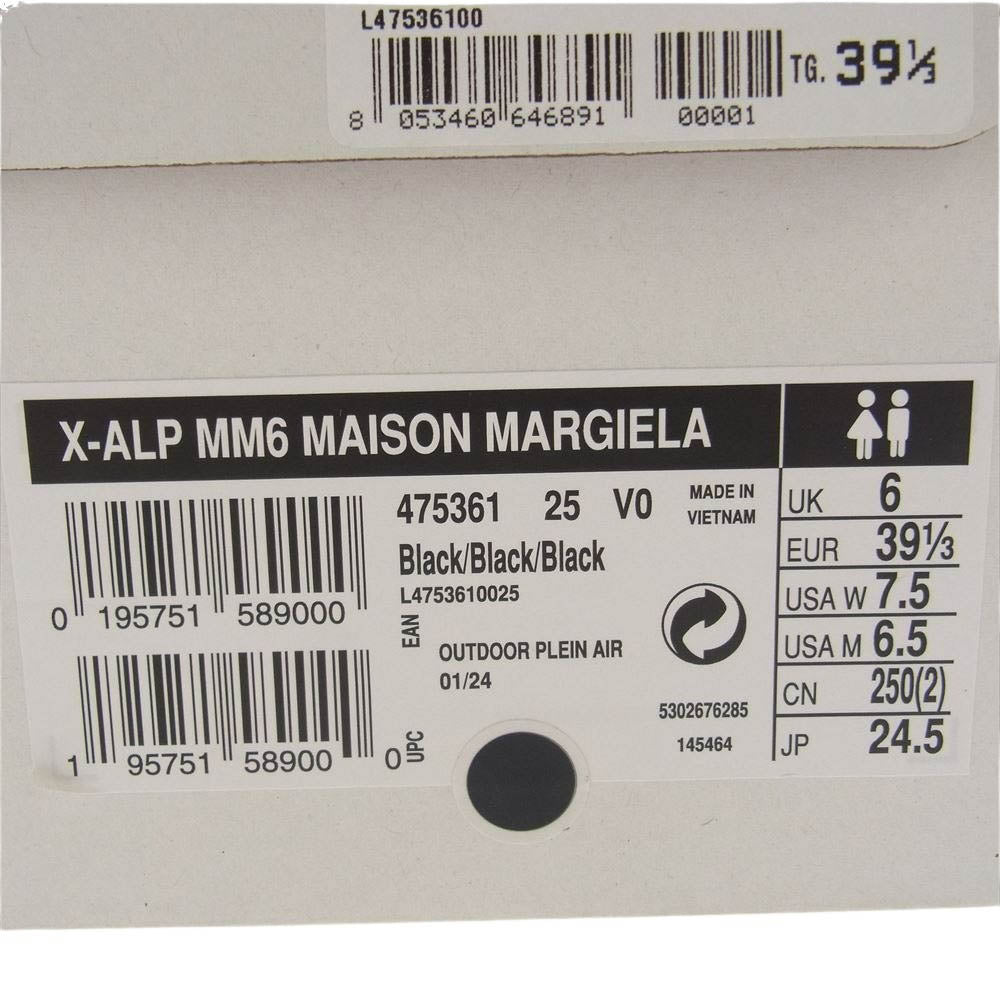 L47536100
TG. 39⅓
8 053460 646891 00001
X-ALP MM6 MAISON MARGIELA
475361 25 V0 MADE IN VIETNAM
Black/Black/Black
L4753610025
0 195751 589000
EAN
OUTDOOR PLEIN AIR
01/24
5302676285
145464
1 95751 58900 0
UPC
UK 6
EUR 39⅓
USA W 7.5
USA M 6.5
CN 250(2)
JP 24.5